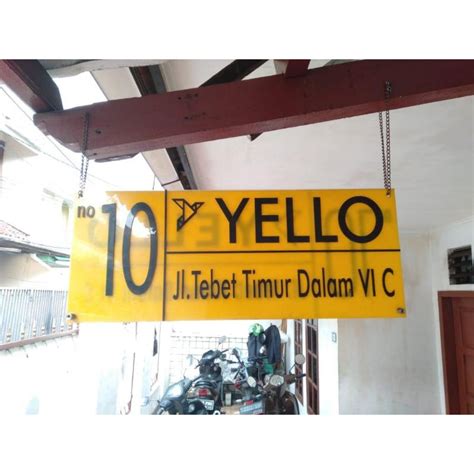 no 10
YELLO
Jl. Tebet Timur Dalam VI C